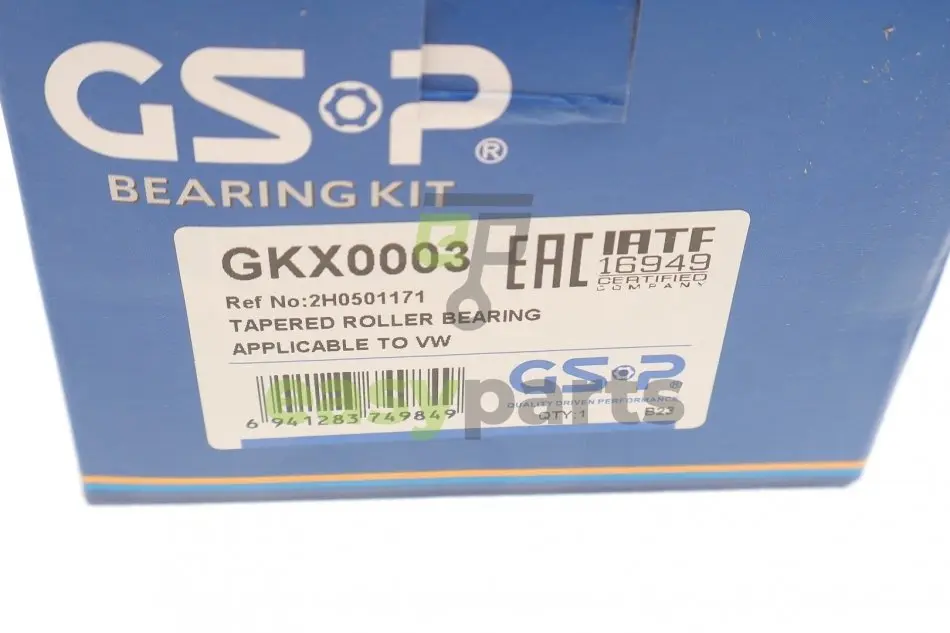 GS P®
BEARING KIT
GKX0003
EAC
IATF
16949
CERTIFIED
COMPANY
Ref No:2H0501171
TAPERED ROLLER BEARING
APPLICABLE TO VW
GS P®
QUALITY DRIVEN PERFORMANCE
6 941283 749849
QTY:1
B23
easyparts